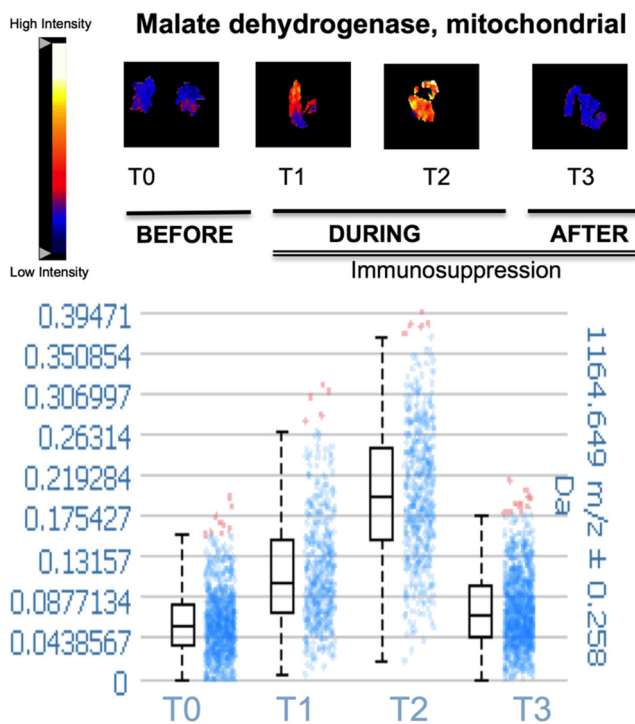 High Intensity
Malate dehydrogenase, mitochondrial
T0
T1
T2
T3
BEFORE
DURING
AFTER
Low Intensity
Immunosuppression
0.39471
0.350854
0.306997
0.26314
0.219284
0.175427
0.13157
0.0877134
0.0438567
0
1164.649 m/z ± 0.258
Da
T0
T1
T2
T3